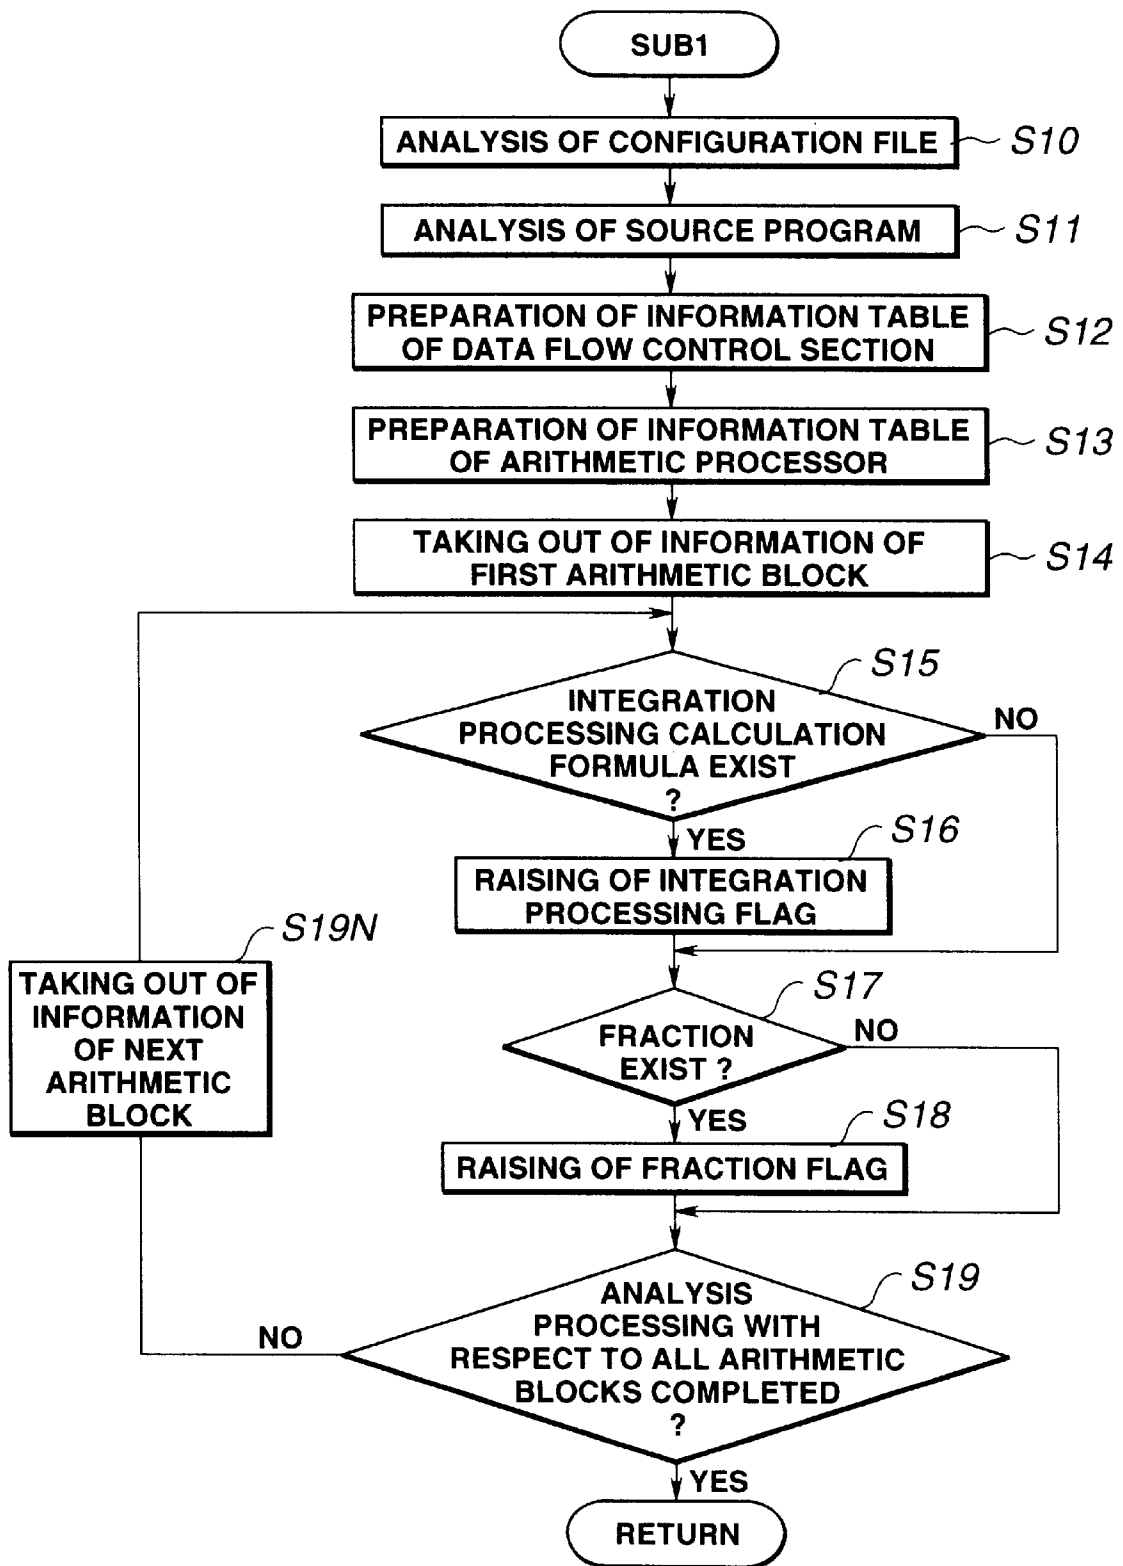 SUB1
ANALYSIS OF CONFIGURATION FILE
S10
ANALYSIS OF SOURCE PROGRAM
S11
PREPARATION OF INFORMATION TABLE
OF DATA FLOW CONTROL SECTION
S12
PREPARATION OF INFORMATION TABLE
OF ARITHMETIC PROCESSOR
S13
TAKING OUT OF INFORMATION OF
FIRST ARITHMETIC BLOCK
S14
S15
INTEGRATION
PROCESSING CALCULATION
FORMULA EXIST
?
NO
YES
S16
RAISING OF INTEGRATION
PROCESSING FLAG
S19N
TAKING OUT OF
INFORMATION
OF NEXT
ARITHMETIC
BLOCK
S17
FRACTION
EXIST ?
NO
YES
S18
RAISING OF FRACTION FLAG
S19
ANALYSIS
PROCESSING WITH
RESPECT TO ALL ARITHMETIC
BLOCKS COMPLETED
?
NO
YES
RETURN